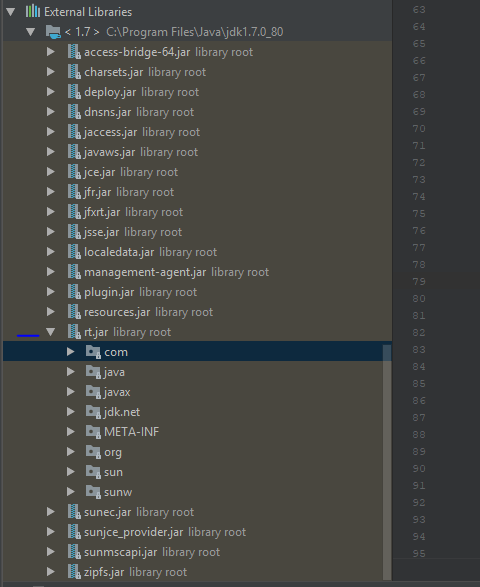 External Libraries
< 1.7 > C:\Program Files\Java\jdk1.7.0_80
access-bridge-64.jar library root
charsets.jar library root
deploy.jar library root
dnsns.jar library root
jaccess.jar library root
javaws.jar library root
jce.jar library root
jfr.jar library root
jfxrt.jar library root
jsse.jar library root
localedata.jar library root
management-agent.jar library root
plugin.jar library root
resources.jar library root
rt.jar library root
com
java
javax
jdk.net
META-INF
org
sun
sunw
sunec.jar library root
sunjce_provider.jar library root
sunmscapi.jar library root
zipfs.jar library root
63
64
65
66
67
68
69
70
71
72
73
74
75
76
77
78
79
80
81
82
83
84
85
86
87
88
89
90
91
92
93
94
95